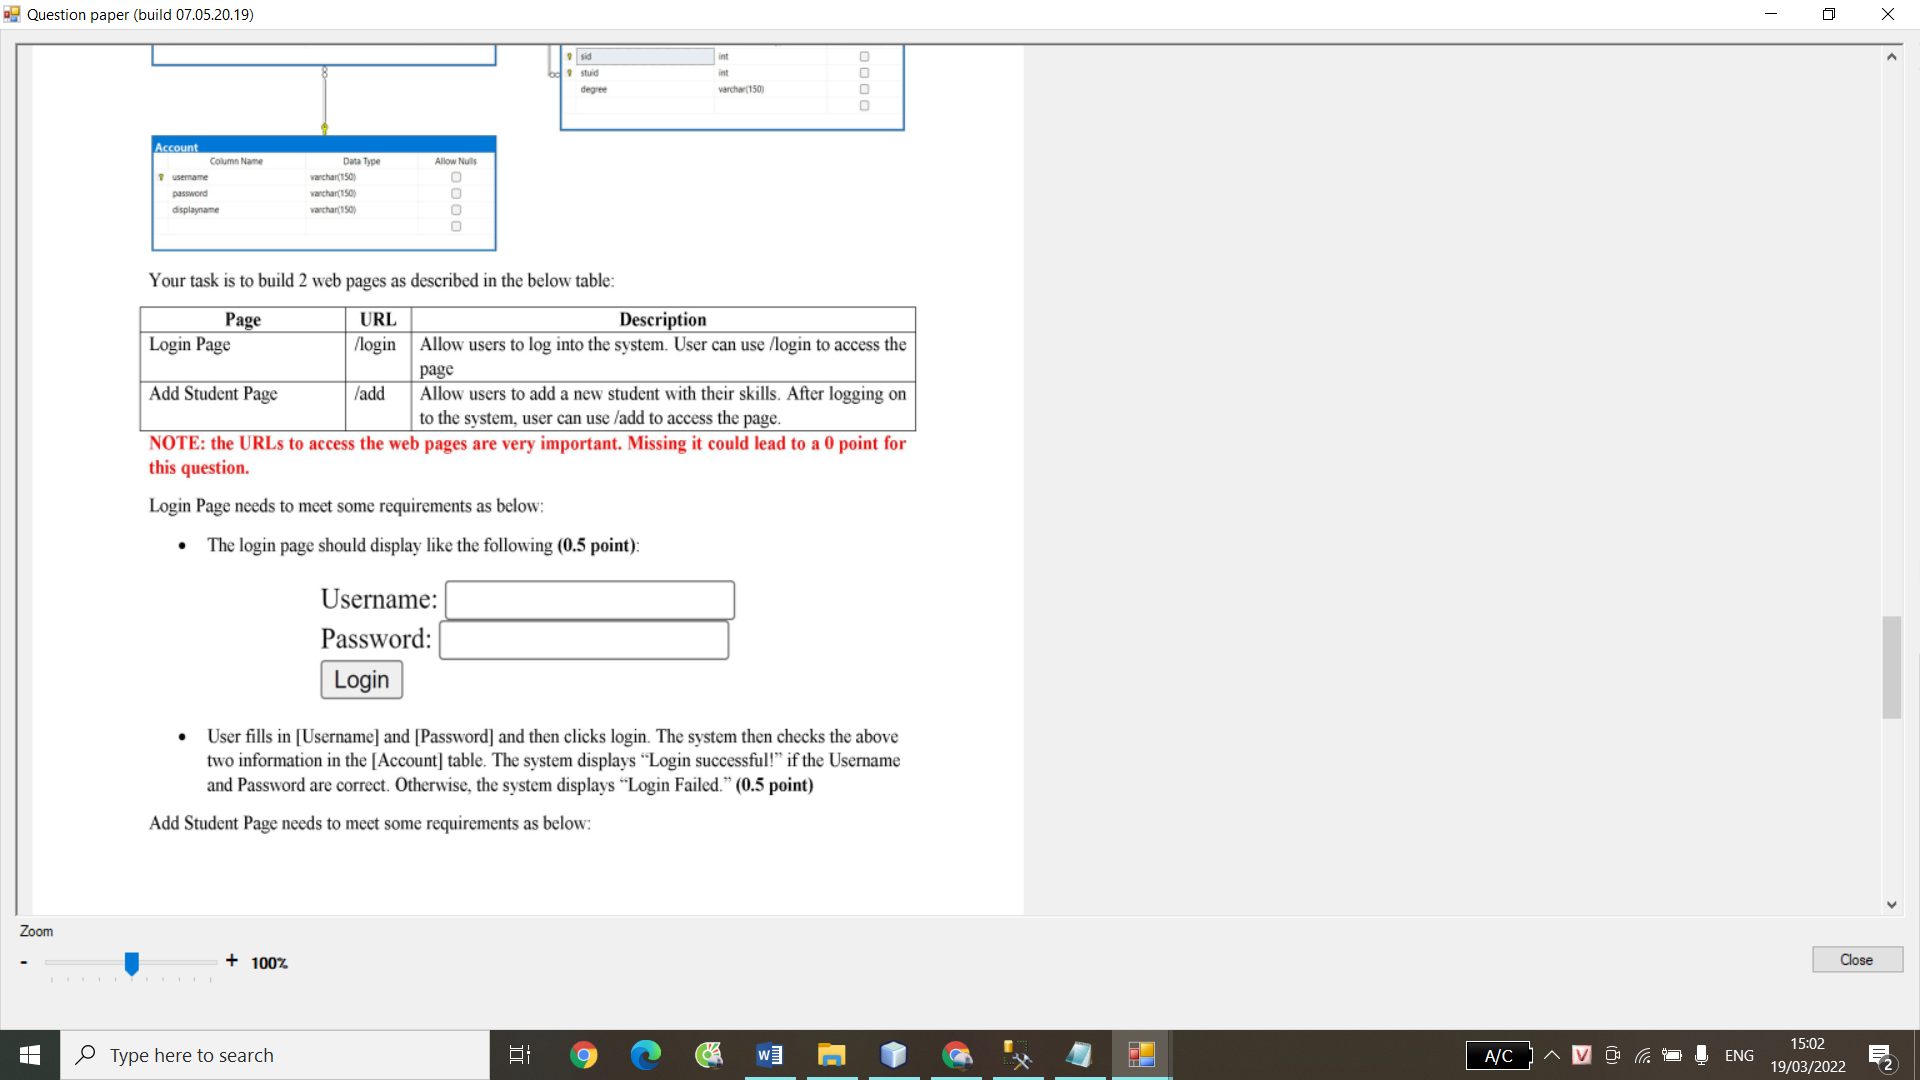 Question paper (build 07.05.20.19)
sid int
stuid int
degree varchar(150)
Account
Column Name Data Type Allow Nulls
username varchar(150)
password varchar(150)
displayname varchar(150)
Your task is to build 2 web pages as described in the below table:
Page URL Description
Login Page /login Allow users to log into the system. User can use /login to access the
page
Add Student Page /add Allow users to add a new student with their skills. After logging on
to the system, user can use /add to access the page.
NOTE: the URLs to access the web pages are very important. Missing it could lead to a 0 point for
this question.
Login Page needs to meet some requirements as below:
• The login page should display like the following (0.5 point):
Username:
Password:
Login
• User fills in [Username] and [Password] and then clicks login. The system then checks the above
two information in the [Account] table. The system displays “Login successful!” if the Username
and Password are correct. Otherwise, the system displays “Login Failed.” (0.5 point)
Add Student Page needs to meet some requirements as below:
Zoom
- + 100%
Close
Type here to search
A/C
ENG
15:02
19/03/2022
2